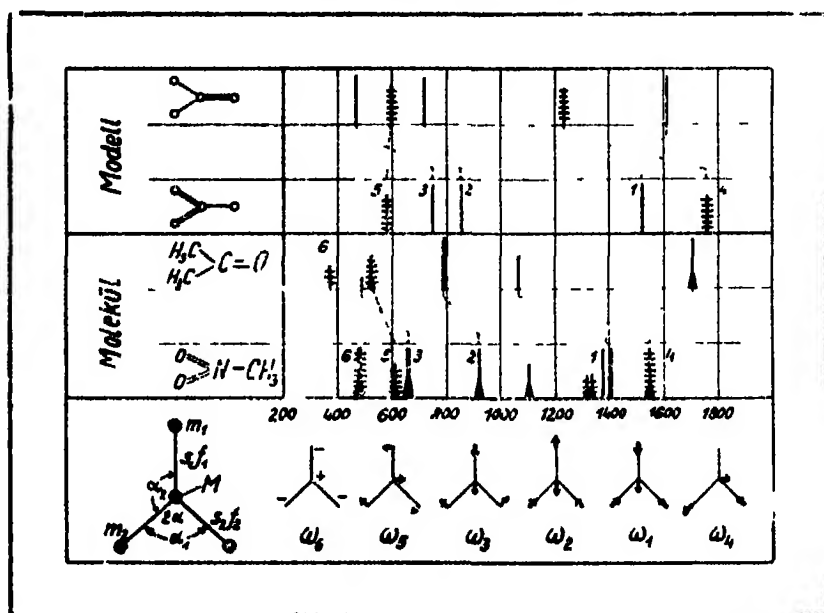 Modell
5 3 2 1 4
Molekül
H₃C
H₃C
C=O
6
O
O
N-CH₃
6 5 3 2 1 4
200 400 600 800 1000 1200 1400 1600 1800
m₁
s₁f₁
α₂ M
2α s₂f₂
m₂ α₁
- + - -
ω₆ ω₅ ω₃ ω₂ ω₁ ω₄